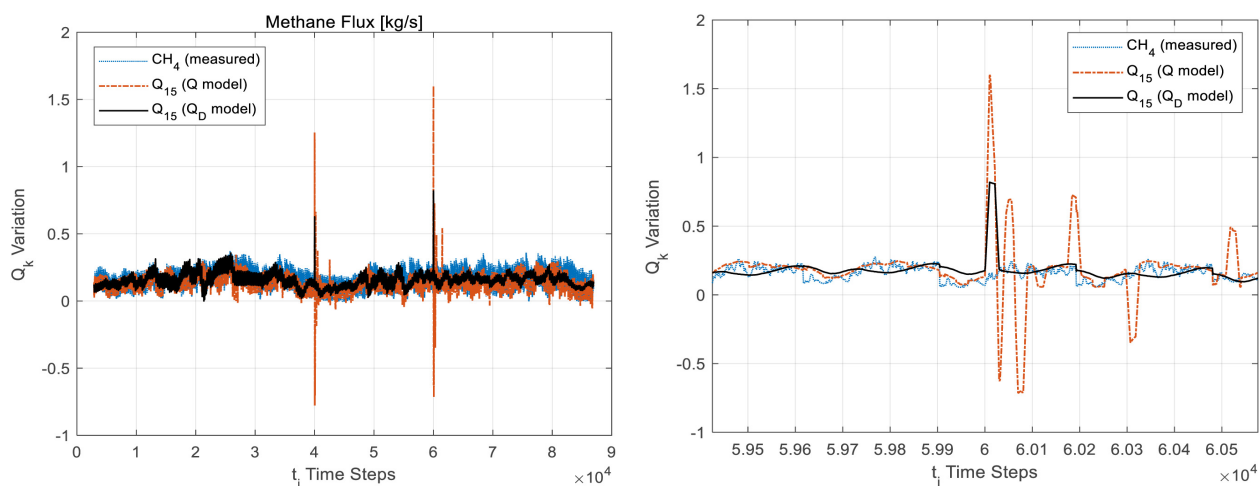 Methane Flux [kg/s]
2
1.5
1
0.5
0
-0.5
-1
Q_k Variation
CH_4 (measured)
Q_15 (Q model)
Q_15 (Q_D model)
0 1 2 3 4 5 6 7 8 9
×10^4
t_i Time Steps
2
1.5
1
0.5
0
-0.5
-1
Q_k Variation
CH_4 (measured)
Q_15 (Q model)
Q_15 (Q_D model)
5.95 5.96 5.97 5.98 5.99 6 6.01 6.02 6.03 6.04 6.05
×10^4
t_i Time Steps